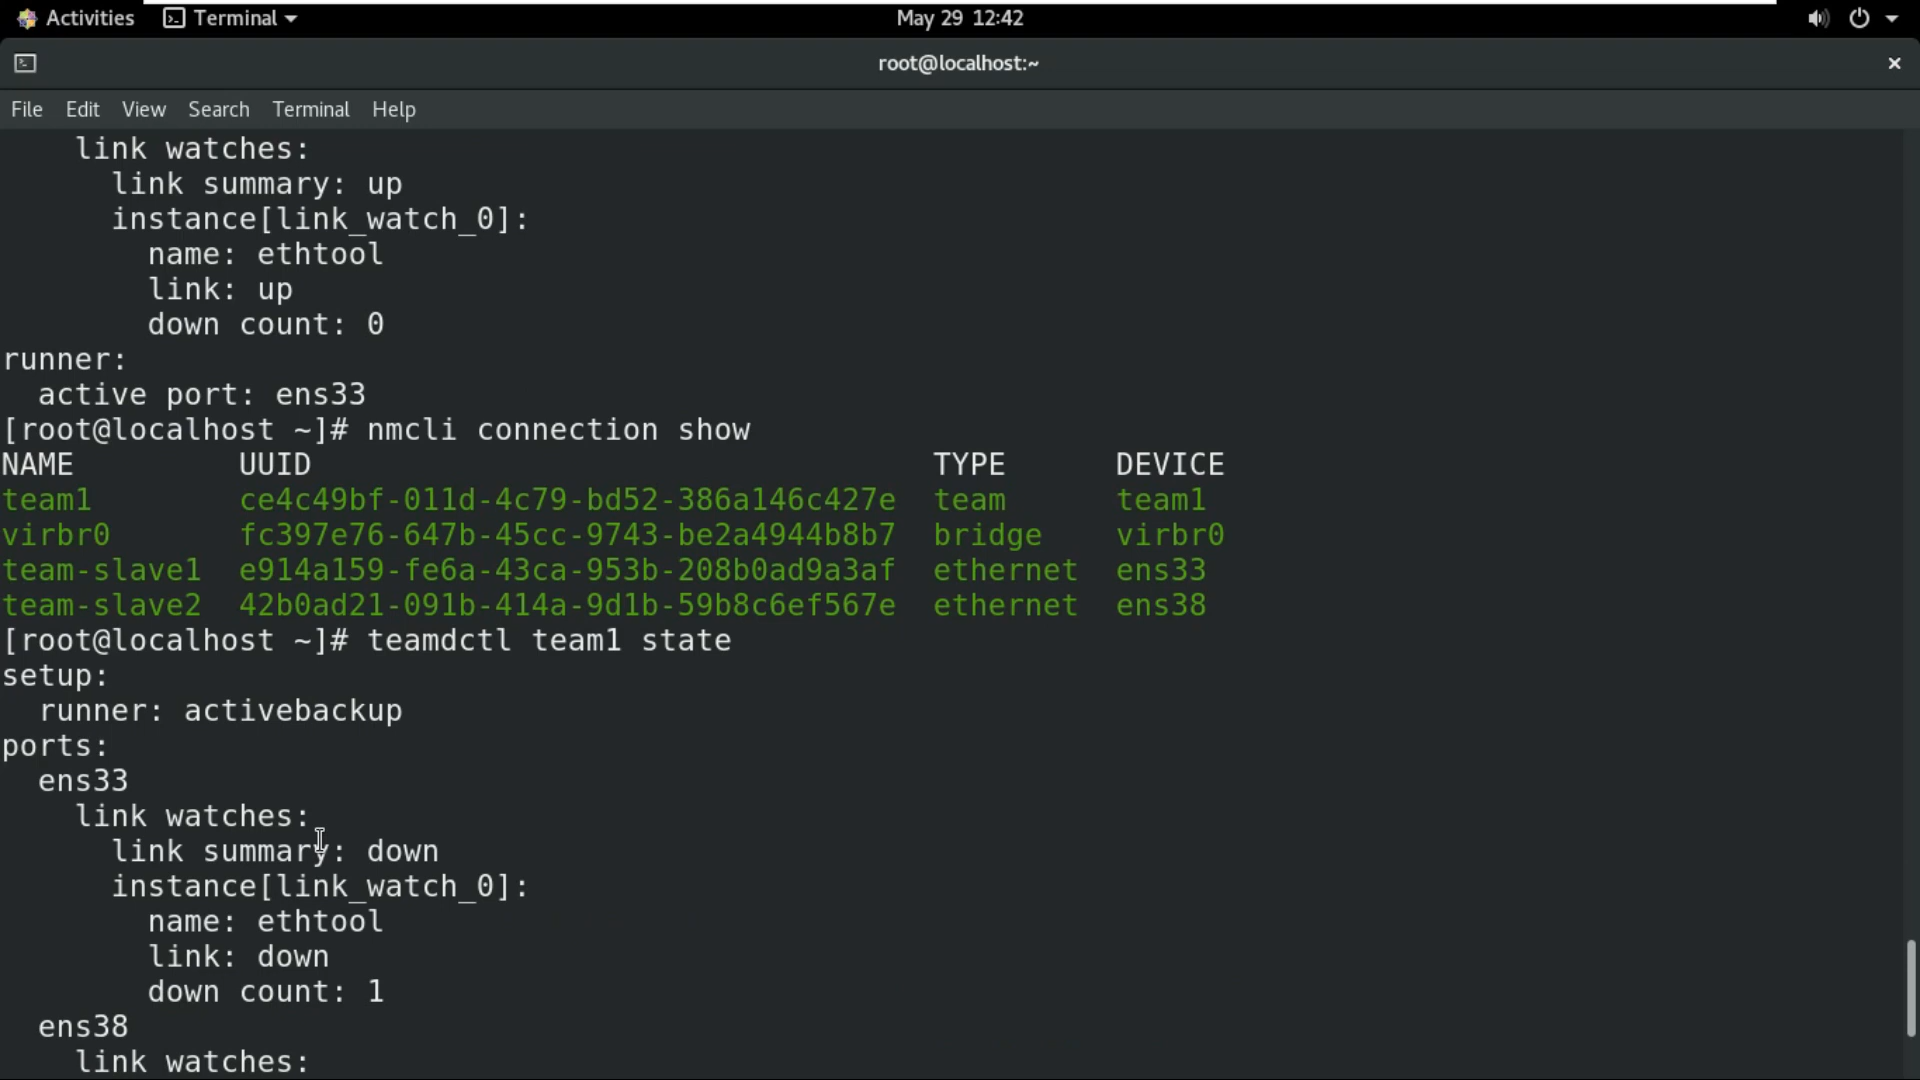 Activities Terminal May 29 12:42
root@localhost:~
File Edit View Search Terminal Help
link watches:
link summary: up
instance[link_watch_0]:
name: ethtool
link: up
down count: 0
runner:
active port: ens33
[root@localhost ~]# nmcli connection show
NAME UUID TYPE DEVICE
team1 ce4c49bf-011d-4c79-bd52-386a146c427e team team1
virbr0 fc397e76-647b-45cc-9743-be2a4944b8b7 bridge virbr0
team-slave1 e914a159-fe6a-43ca-953b-208b0ad9a3af ethernet ens33
team-slave2 42b0ad21-091b-414a-9d1b-59b8c6ef567e ethernet ens38
[root@localhost ~]# teamdctl team1 state
setup:
runner: activebackup
ports:
ens33
link watches:
link summary: down
instance[link_watch_0]:
name: ethtool
link: down
down count: 1
ens38
link watches: